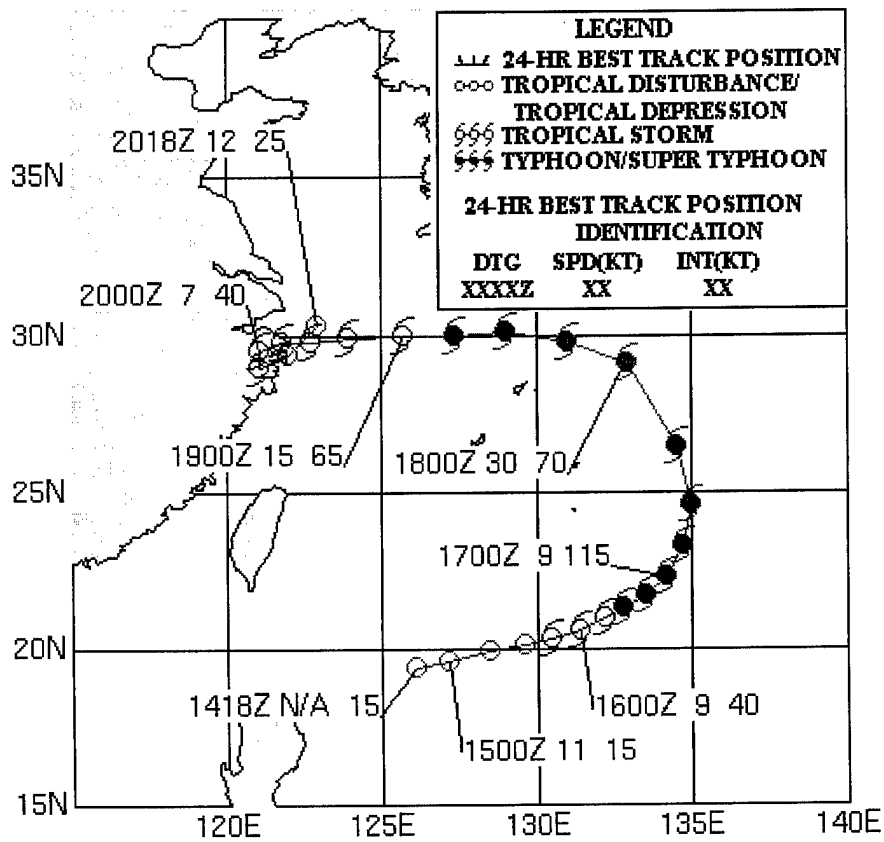 LEGEND
24-HR BEST TRACK POSITION
TROPICAL DISTURBANCE/
TROPICAL DEPRESSION
TROPICAL STORM
TYPHOON/SUPER TYPHOON
24-HR BEST TRACK POSITION
IDENTIFICATION
DTG SPD(KT) INT(KT)
XXXXZ XX XX
2018Z 12 25
35N
2000Z 7 40
30N
1900Z 15 65
1800Z 30 70
25N
1700Z 9 115
20N
1418Z N/A 15
1600Z 9 40
1500Z 11 15
15N
120E 125E 130E 135E 140E